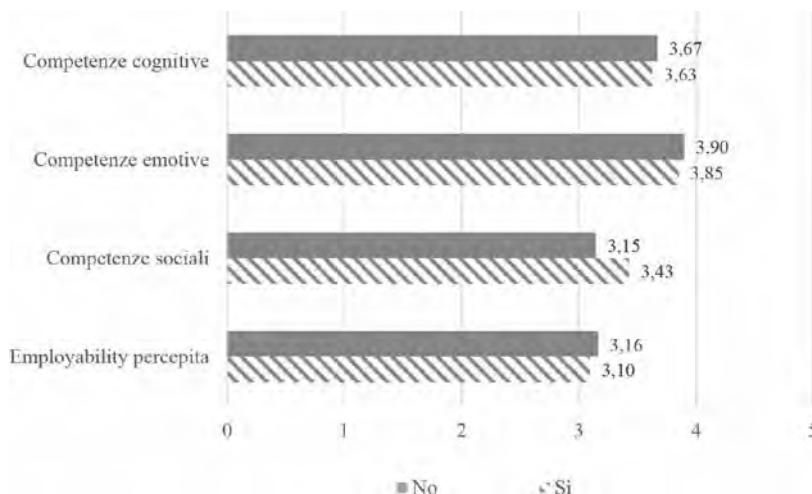 Competenze cognitive
3,67
3,63
Competenze emotive
3,90
3,85
Competenze sociali
3,15
3,43
Employability percepita
3,16
3,10
0 1 2 3 4 5
No Si